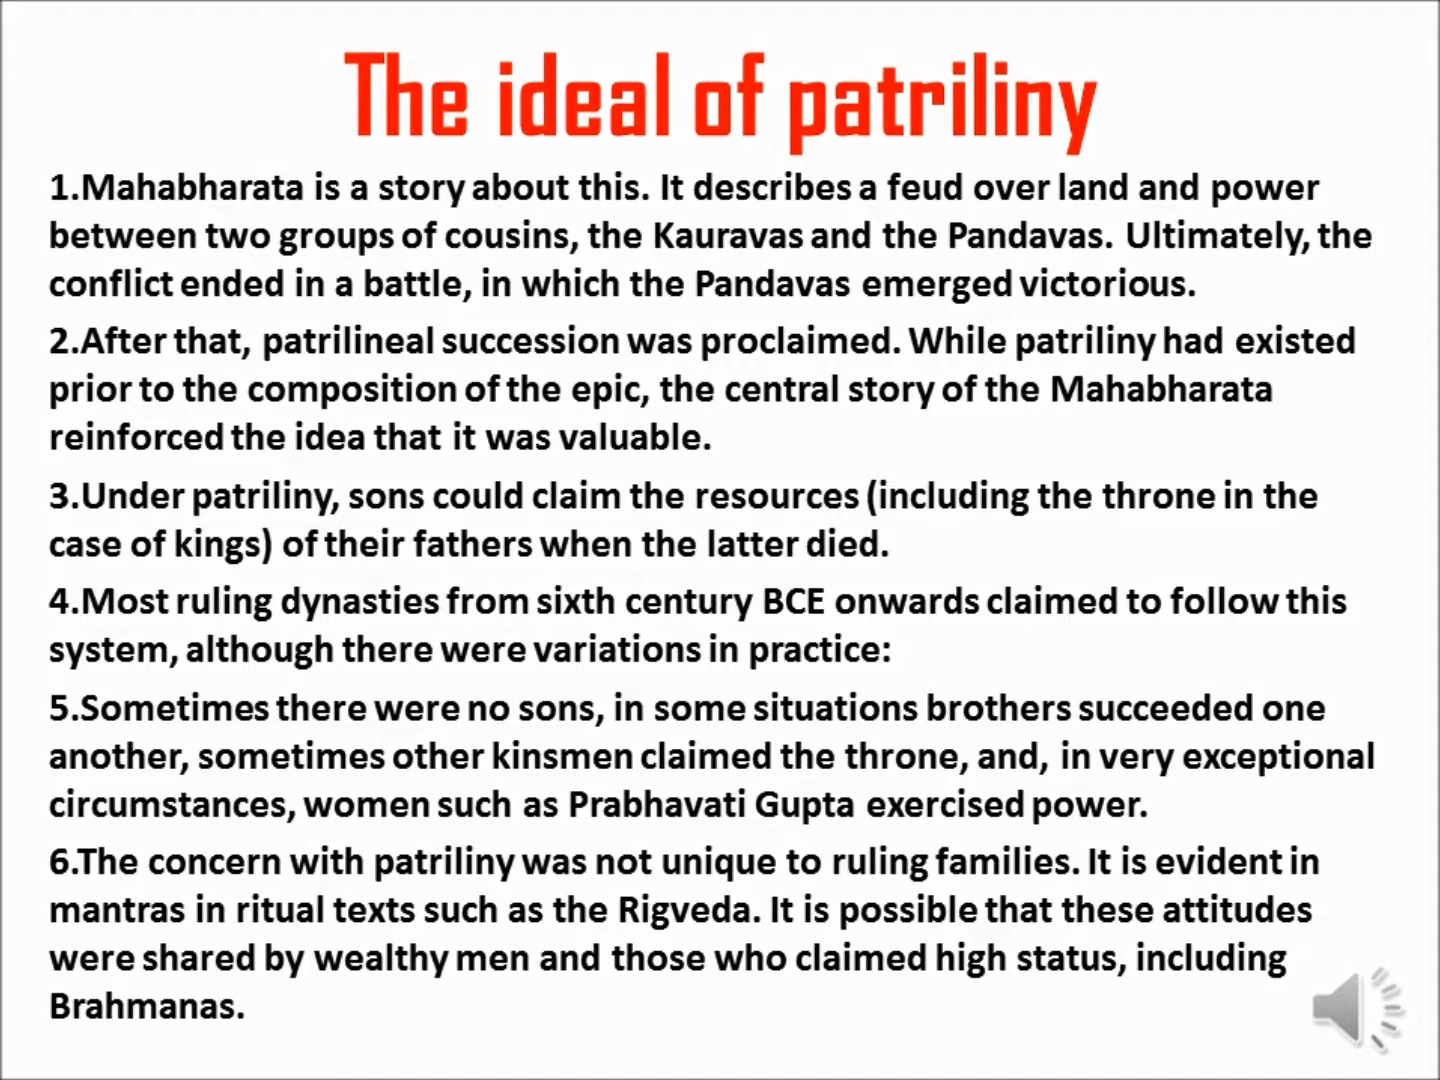 The ideal of patriliny
1.Mahabharata is a story about this. It describes a feud over land and power
between two groups of cousins, the Kauravas and the Pandavas. Ultimately, the
conflict ended in a battle, in which the Pandavas emerged victorious.
2.After that, patrilineal succession was proclaimed. While patriliny had existed
prior to the composition of the epic, the central story of the Mahabharata
reinforced the idea that it was valuable.
3.Under patriliny, sons could claim the resources (including the throne in the
case of kings) of their fathers when the latter died.
4.Most ruling dynasties from sixth century BCE onwards claimed to follow this
system, although there were variations in practice:
5.Sometimes there were no sons, in some situations brothers succeeded one
another, sometimes other kinsmen claimed the throne, and, in very exceptional
circumstances, women such as Prabhavati Gupta exercised power.
6.The concern with patriliny was not unique to ruling families. It is evident in
mantras in ritual texts such as the Rigveda. It is possible that these attitudes
were shared by wealthy men and those who claimed high status, including
Brahmanas.